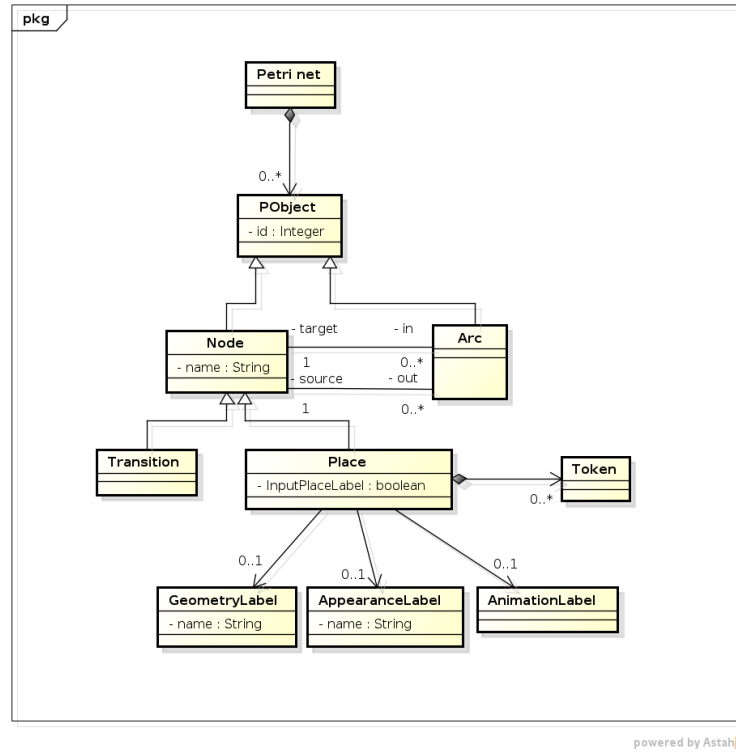 pkg
Petri net
0..*
PObject
- id : Integer
Node
- name : String
- target
- in
1
0..*
- source
- out
1
0..*
Arc
Transition
Place
- InputPlaceLabel : boolean
Token
0..*
0..1
0..1
0..1
GeometryLabel
- name : String
AppearanceLabel
- name : String
AnimationLabel
powered by Astah